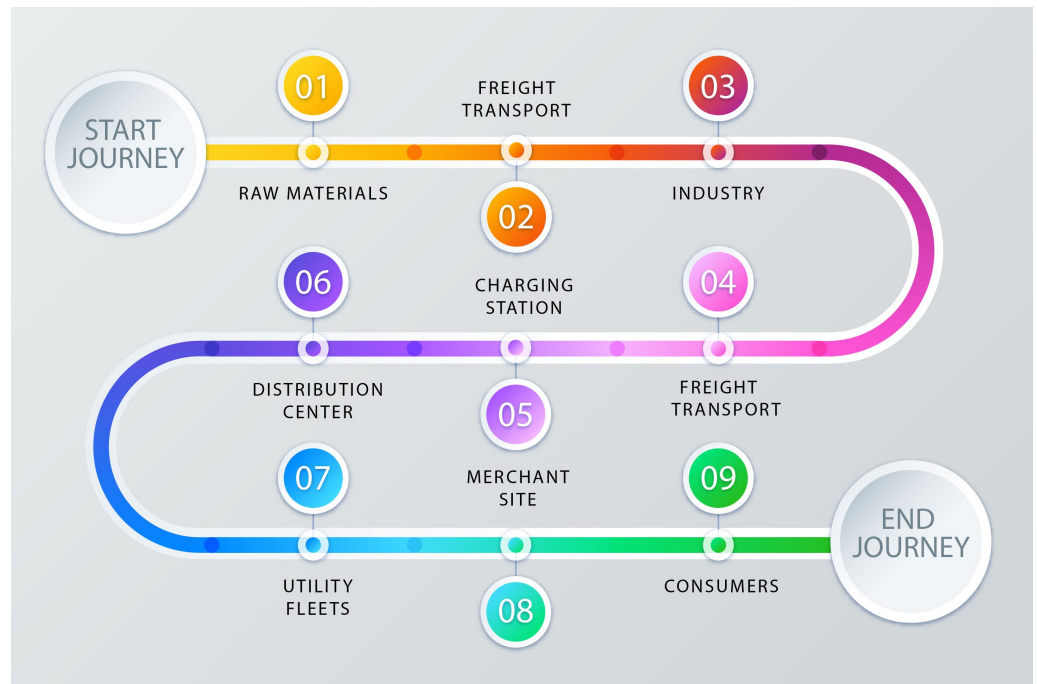 START
JOURNEY
01
RAW MATERIALS
FREIGHT
TRANSPORT
02
03
INDUSTRY
04
FREIGHT
TRANSPORT
CHARGING
STATION
05
06
DISTRIBUTION
CENTER
07
UTILITY
FLEETS
MERCHANT
SITE
08
09
CONSUMERS
END
JOURNEY